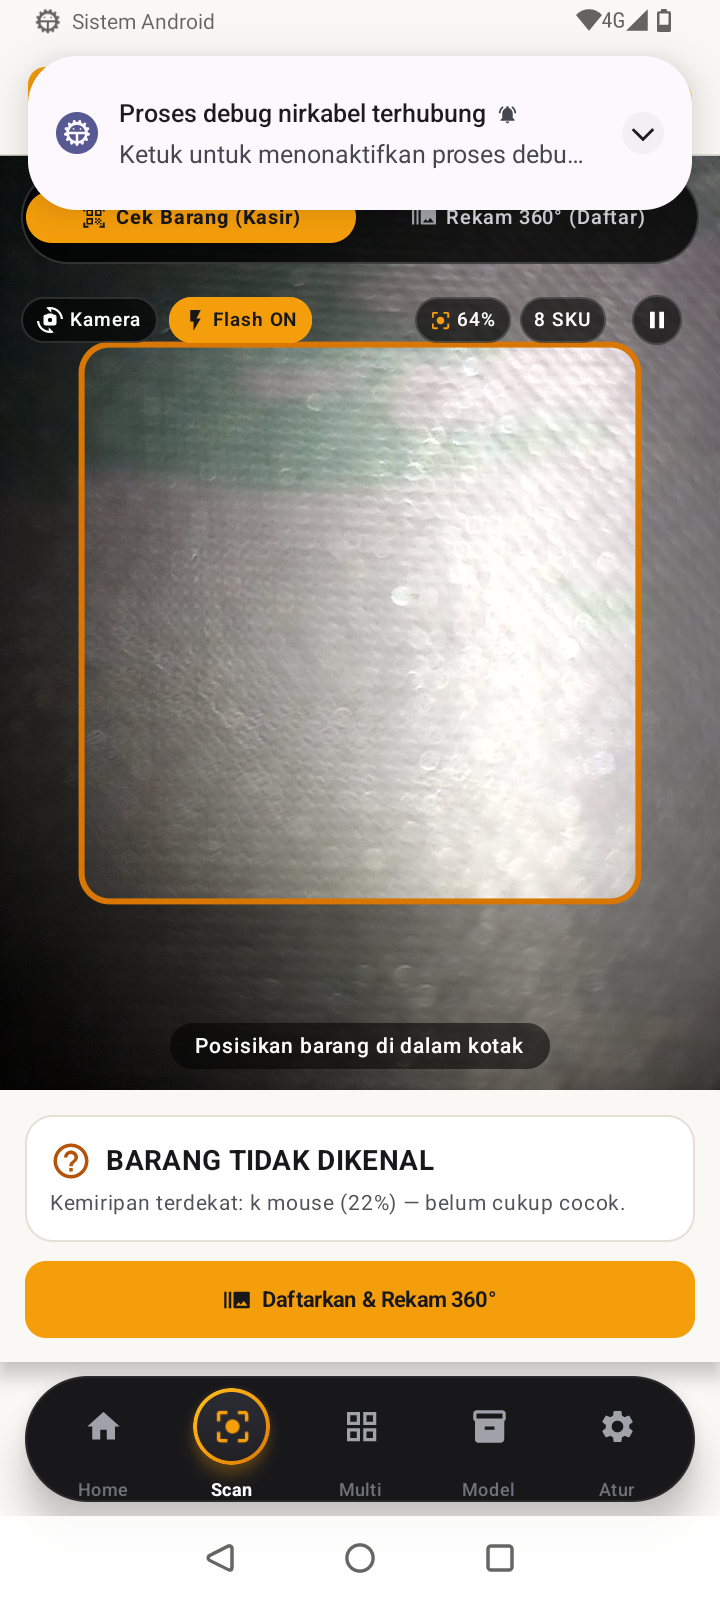 Sistem Android
4G
Proses debug nirkabel terhubung
Ketuk untuk menonaktifkan proses debu...
Cek Barang (Kasir)
Rekam 360° (Daftar)
Kamera
Flash ON
64%
8 SKU
Posisikan barang di dalam kotak
BARANG TIDAK DIKENAL
Kemiripan terdekat: k mouse (22%) — belum cukup cocok.
Daftarkan & Rekam 360°
Home
Scan
Multi
Model
Atur